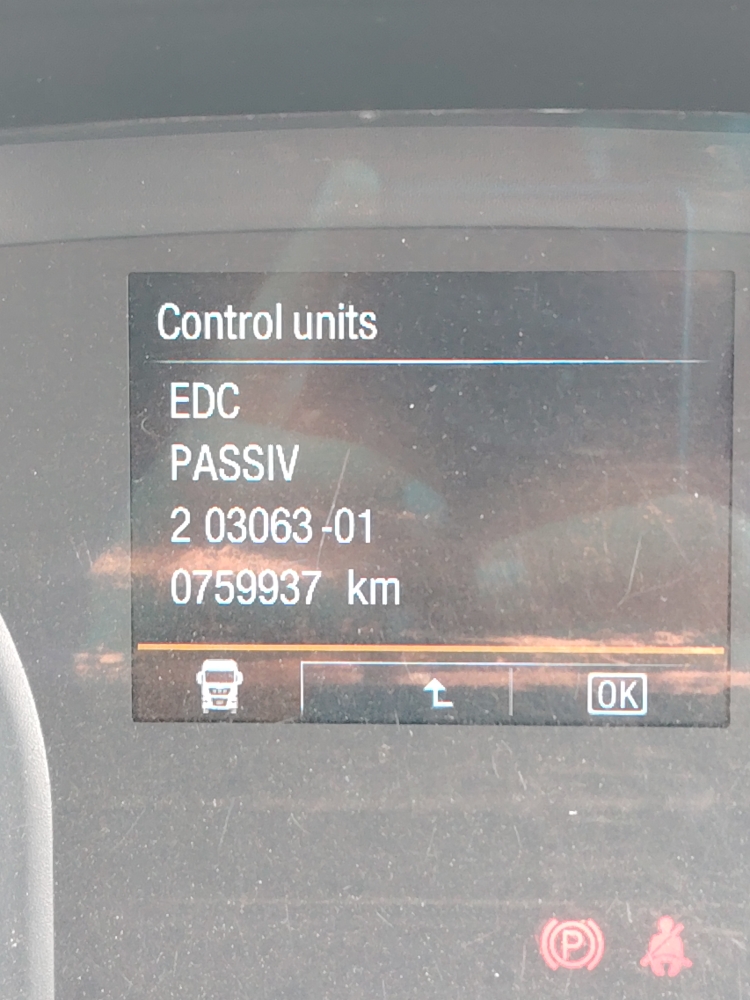 Control units
EDC
PASSIV
2 03063-01
0759937 km
OK
P